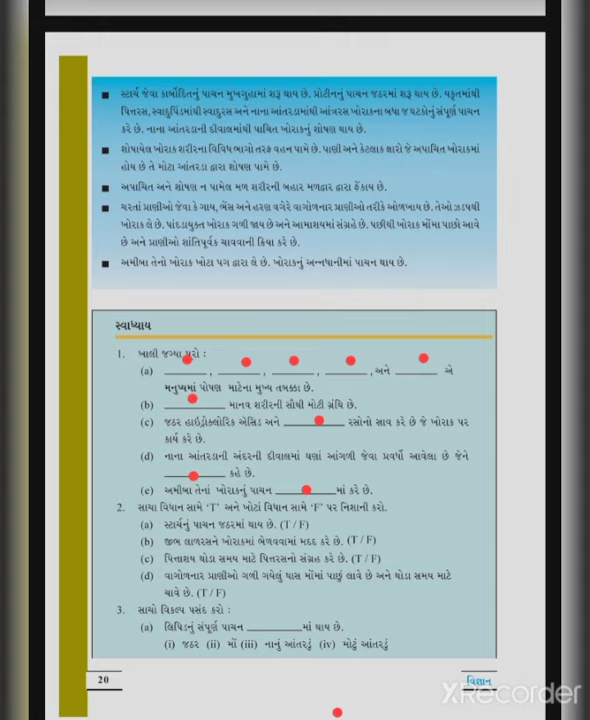 ■ સ્ટાર્ચ જેવા કાર્બોદિતનું પાચન મુખગુહામાં શરૂ થાય છે. પ્રોટીનનું પાચન જઠરમાં શરૂ થાય છે. યકૃતમાંથી
પિત્તરસ, સ્વાદુપિંડમાંથી સ્વાદુરસ અને નાના આંતરડામાંથી આંત્રરસ ખોરાકના બધા જ ઘટકોનું સંપૂર્ણ પાચન
કરે છે. નાના આંતરડાની દીવાલમાંથી પાચિત ખોરાકનું શોષણ થાય છે.
■ શોષાયેલ ખોરાક શરીરના વિવિધ ભાગો તરફ વહન પામે છે. પાણી અને કેટલાક ક્ષારો જે અપાચિત ખોરાકમાં
હોય છે તે મોટા આંતરડા દ્વારા શોષણ પામે છે.
■ અપાચિત અને શોષણ ન પામેલ મળ શરીરની બહાર મળદ્વાર દ્વારા ફેંકાય છે.
■ ચરતાં પ્રાણીઓ જેવા કે ગાય, ભેંસ અને હરણ વગેરે વાગોળનાર પ્રાણીઓ તરીકે ઓળખાય છે. તેઓ ઝડપથી
ખોરાક લે છે. પાંદડાયુક્ત ખોરાક ગળી જાય છે અને આમાશયમાં સંગ્રહે છે. પછીથી ખોરાક મોંમા પાછો આવે
છે અને પ્રાણીઓ શાંતિપૂર્વક ચાવવાની ક્રિયા કરે છે.
■ અમીબા તેનો ખોરાક ખોટા પગ દ્વારા લે છે. ખોરાકનું અન્નધાનીમાં પાચન થાય છે.
સ્વાધ્યાય
1. ખાલી જગ્યા પૂરો :
(a) ________ , ________ , ________ , ________ , અને ________ એ
મનુષ્યમાં પોષણ માટેના મુખ્ય તબક્કા છે.
(b) ____________ માનવ શરીરની સૌથી મોટી ગ્રંથિ છે.
(c) જઠર હાઇડ્રોક્લોરિક ઍસિડ અને ____________ રસોનો સ્રાવ કરે છે જે ખોરાક પર
કાર્ય કરે છે.
(d) નાના આંતરડાની અંદરની દીવાલમાં ઘણાં આંગળી જેવા પ્રવર્ધો આવેલા છે જેને
____________ કહે છે.
(e) અમીબા તેનાં ખોરાકનું પાચન ____________માં કરે છે.
2. સાચા વિધાન સામે ‘T’ અને ખોટાં વિધાન સામે ‘F’ પર નિશાની કરો.
(a) સ્ટાર્ચનું પાચન જઠરમાં થાય છે. (T / F)
(b) જીભ લાળરસને ખોરાકમાં ભેળવવામાં મદદ કરે છે. (T / F)
(c) પિત્તાશય થોડા સમય માટે પિત્તરસનો સંગ્રહ કરે છે. (T / F)
(d) વાગોળનાર પ્રાણીઓ ગળી ગયેલું ઘાસ મોંમાં પાછું લાવે છે અને થોડા સમય માટે
ચાવે છે. (T / F)
3. સાચો વિકલ્પ પસંદ કરો :
(a) લિપિડનું સંપૂર્ણ પાચન ____________માં થાય છે.
(i) જઠર (ii) મોં (iii) નાનું આંતરડું (iv) મોટું આંતરડું
20
વિજ્ઞાન
XRecorder